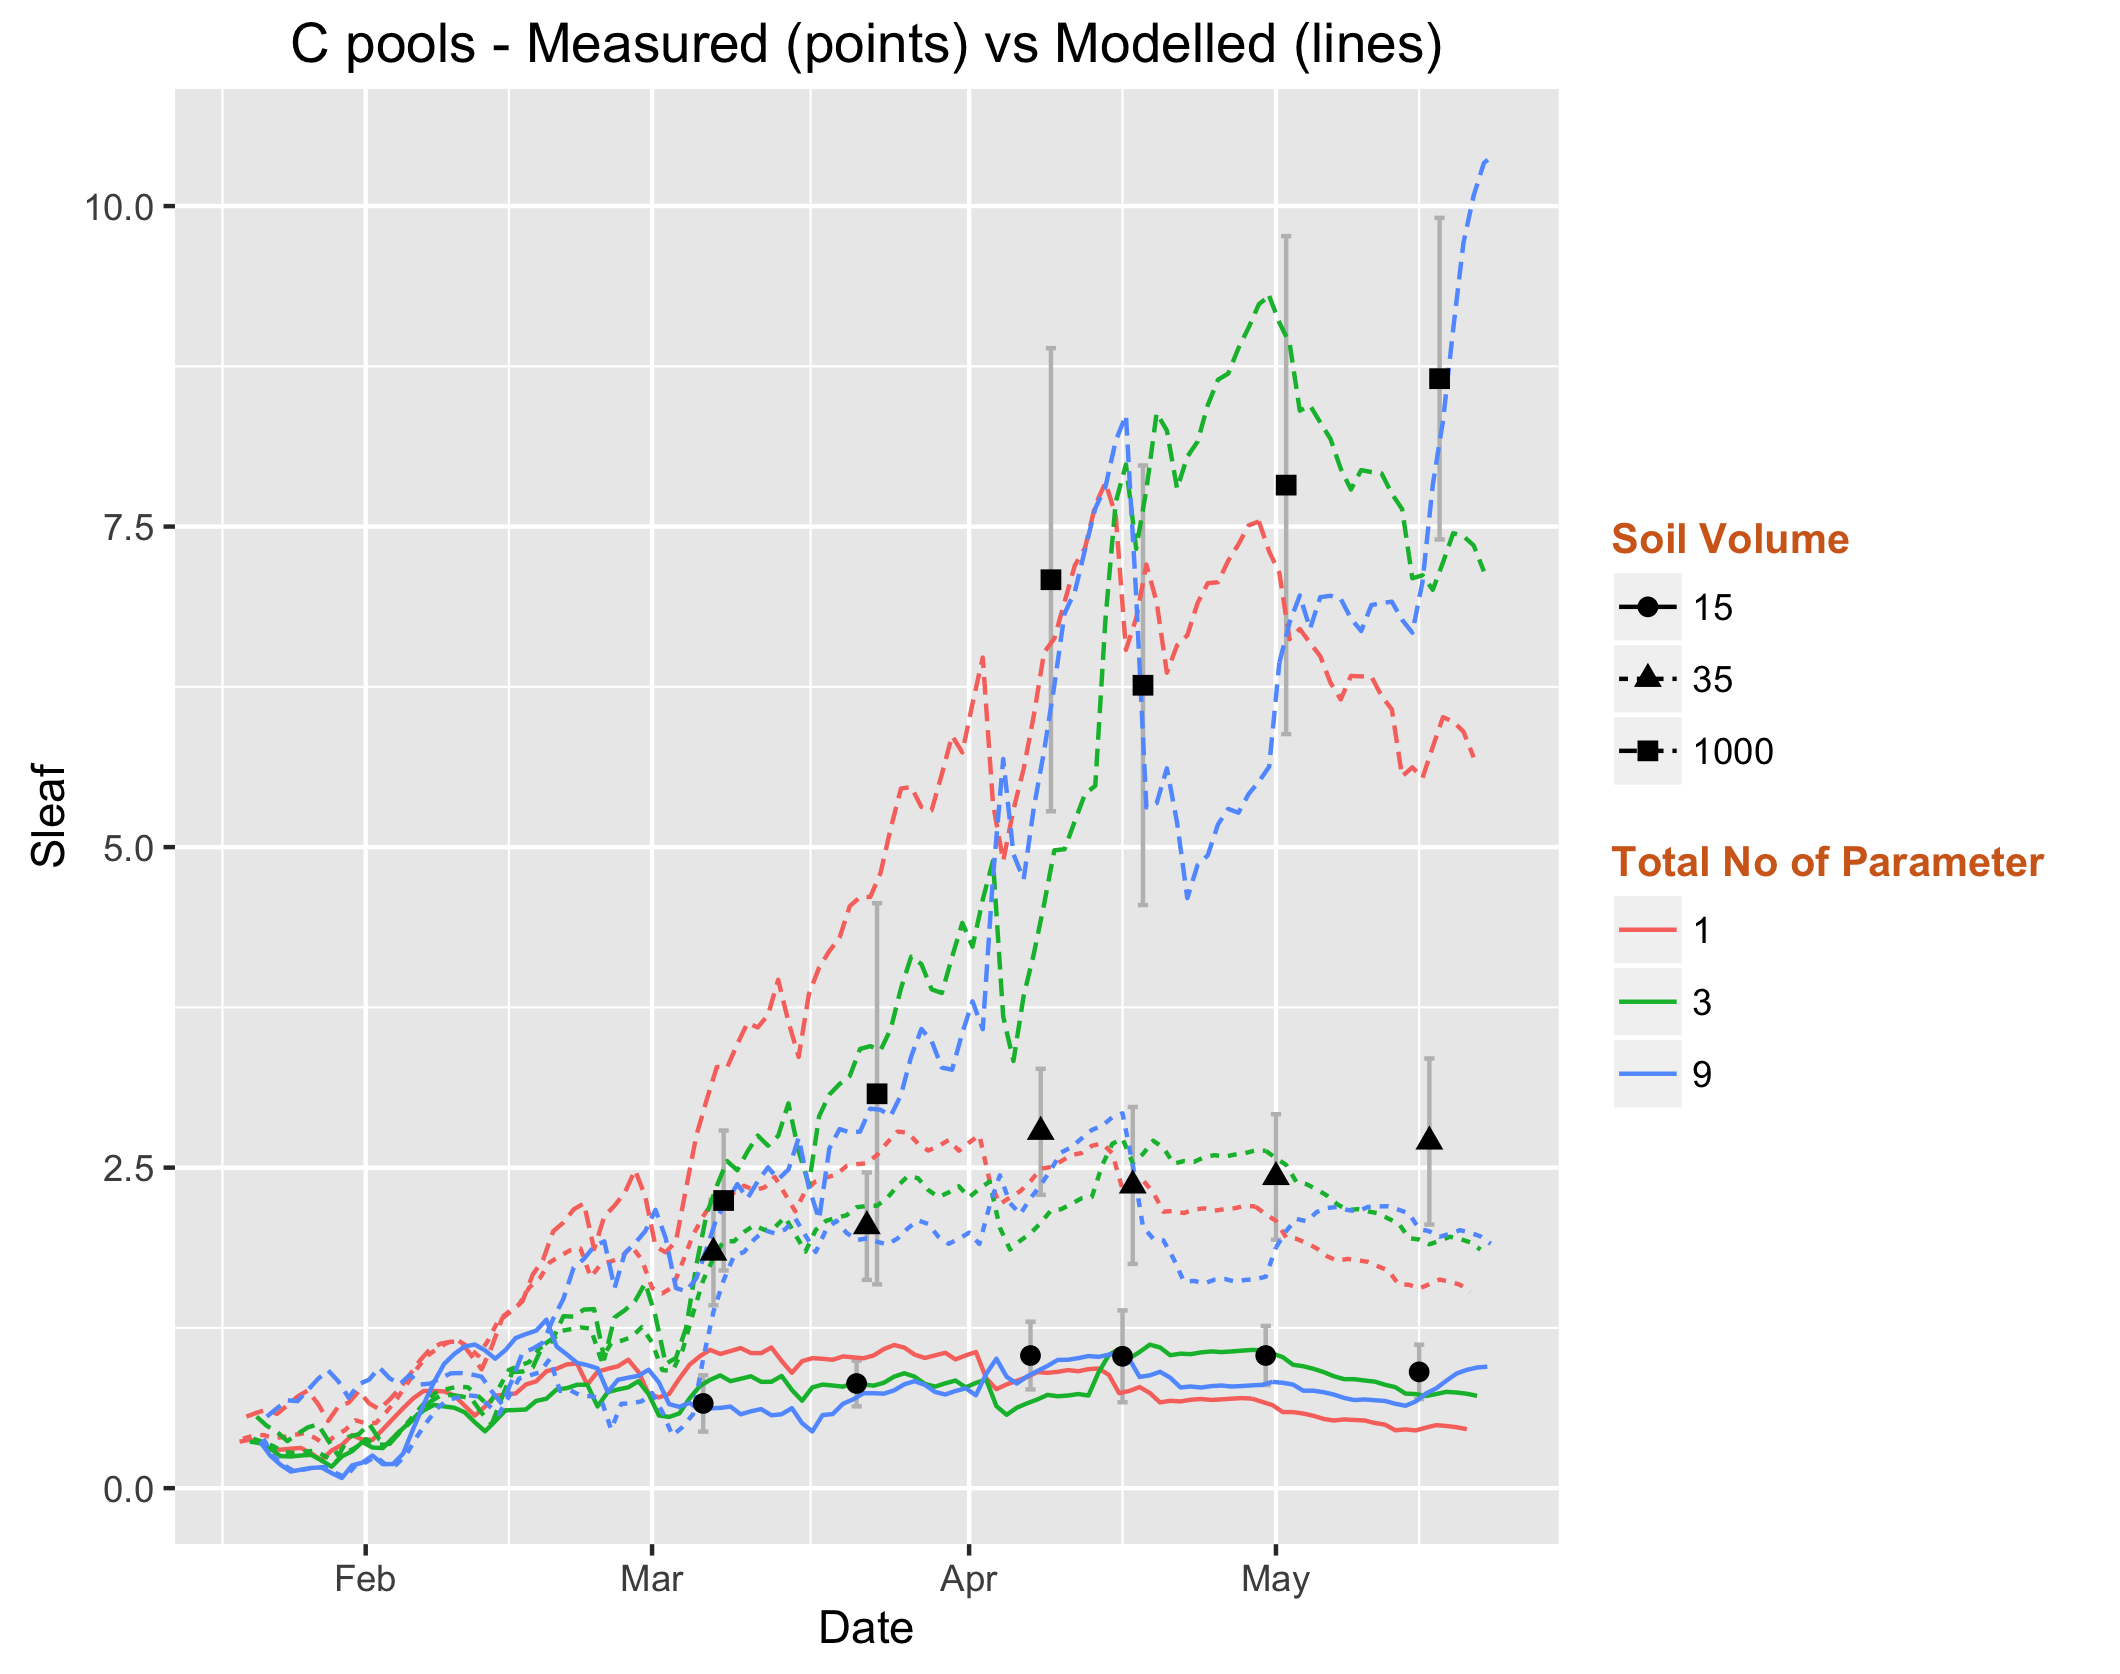 C pools - Measured (points) vs Modelled (lines)
10.0
7.5
5.0
2.5
0.0
Sleaf
Feb
Mar
Apr
May
Date
Soil Volume
15
35
1000
Total No of Parameter
1
3
9